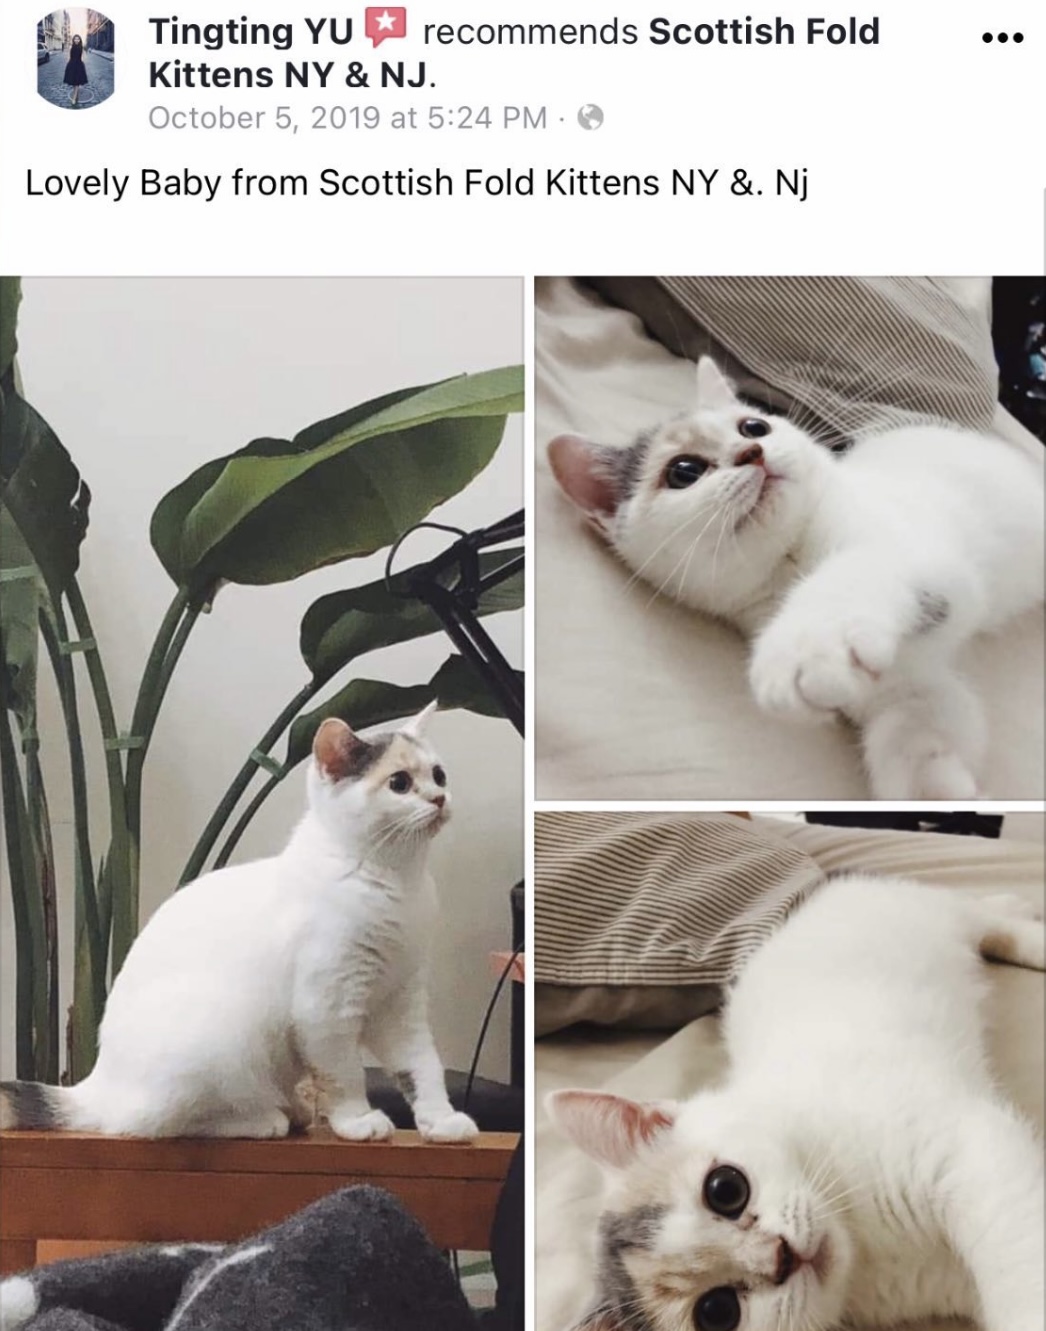 Tingting YU recommends Scottish Fold
Kittens NY & NJ.
October 5, 2019 at 5:24 PM ·
Lovely Baby from Scottish Fold Kittens NY &. Nj